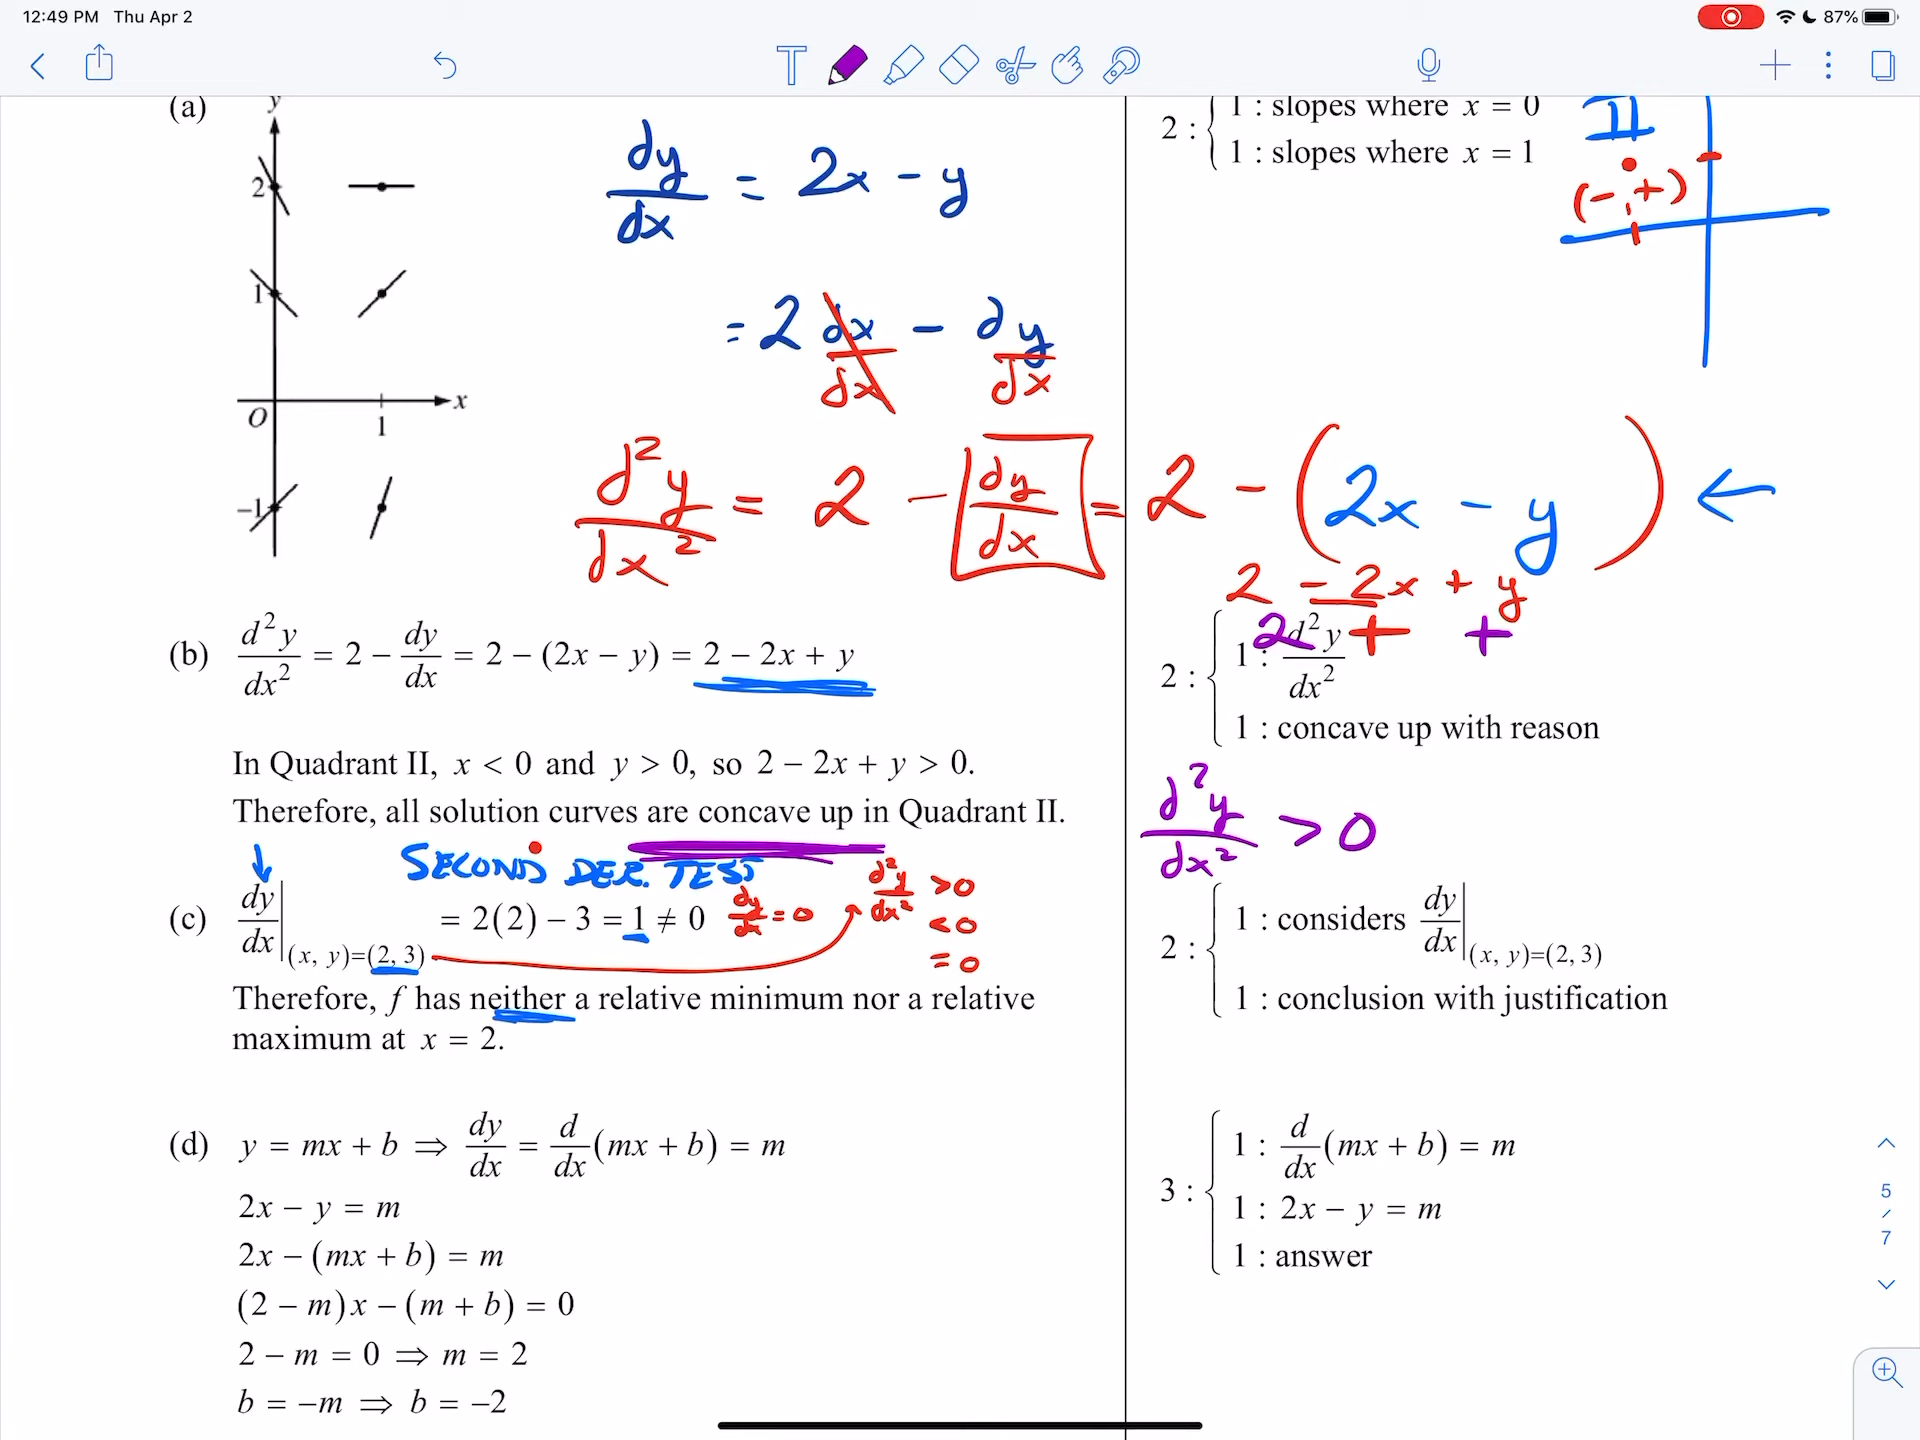 12:49 PM Thu Apr 2
87%
(a)
y
2
1
O
1
x
−1
dy/dx = 2x − y
= 2 dx/dx − dy/dx
d²y/dx² = 2 − dy/dx = 2 − (2x − y) ←
2 − 2x + y
2 + +
2 : { 1 : slopes where x = 0
1 : slopes where x = 1
II
(−, +)
(b) d²y/dx² = 2 − dy/dx = 2 − (2x − y) = 2 − 2x + y
In Quadrant II, x < 0 and y > 0, so 2 − 2x + y > 0.
Therefore, all solution curves are concave up in Quadrant II.
2 : { 1 : d²y/dx²
1 : concave up with reason
d²y/dx² > 0
SECOND DER. TEST
(c) dy/dx |(x, y)=(2, 3) = 2(2) − 3 = 1 ≠ 0
dy/dx = 0
d²y/dx² > 0
< 0
= 0
Therefore, f has neither a relative minimum nor a relative
maximum at x = 2.
2 : { 1 : considers dy/dx |(x, y)=(2, 3)
1 : conclusion with justification
(d) y = mx + b ⇒ dy/dx = d/dx (mx + b) = m
2x − y = m
2x − (mx + b) = m
(2 − m)x − (m + b) = 0
2 − m = 0 ⇒ m = 2
b = −m ⇒ b = −2
3 : { 1 : d/dx (mx + b) = m
1 : 2x − y = m
1 : answer
5
/
7